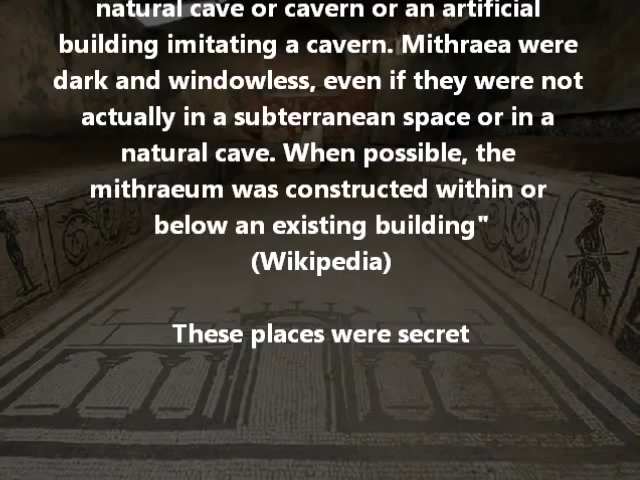 natural cave or cavern or an artificial
building imitating a cavern. Mithraea were
dark and windowless, even if they were not
actually in a subterranean space or in a
natural cave. When possible, the
mithraeum was constructed within or
below an existing building"
(Wikipedia)
These places were secret